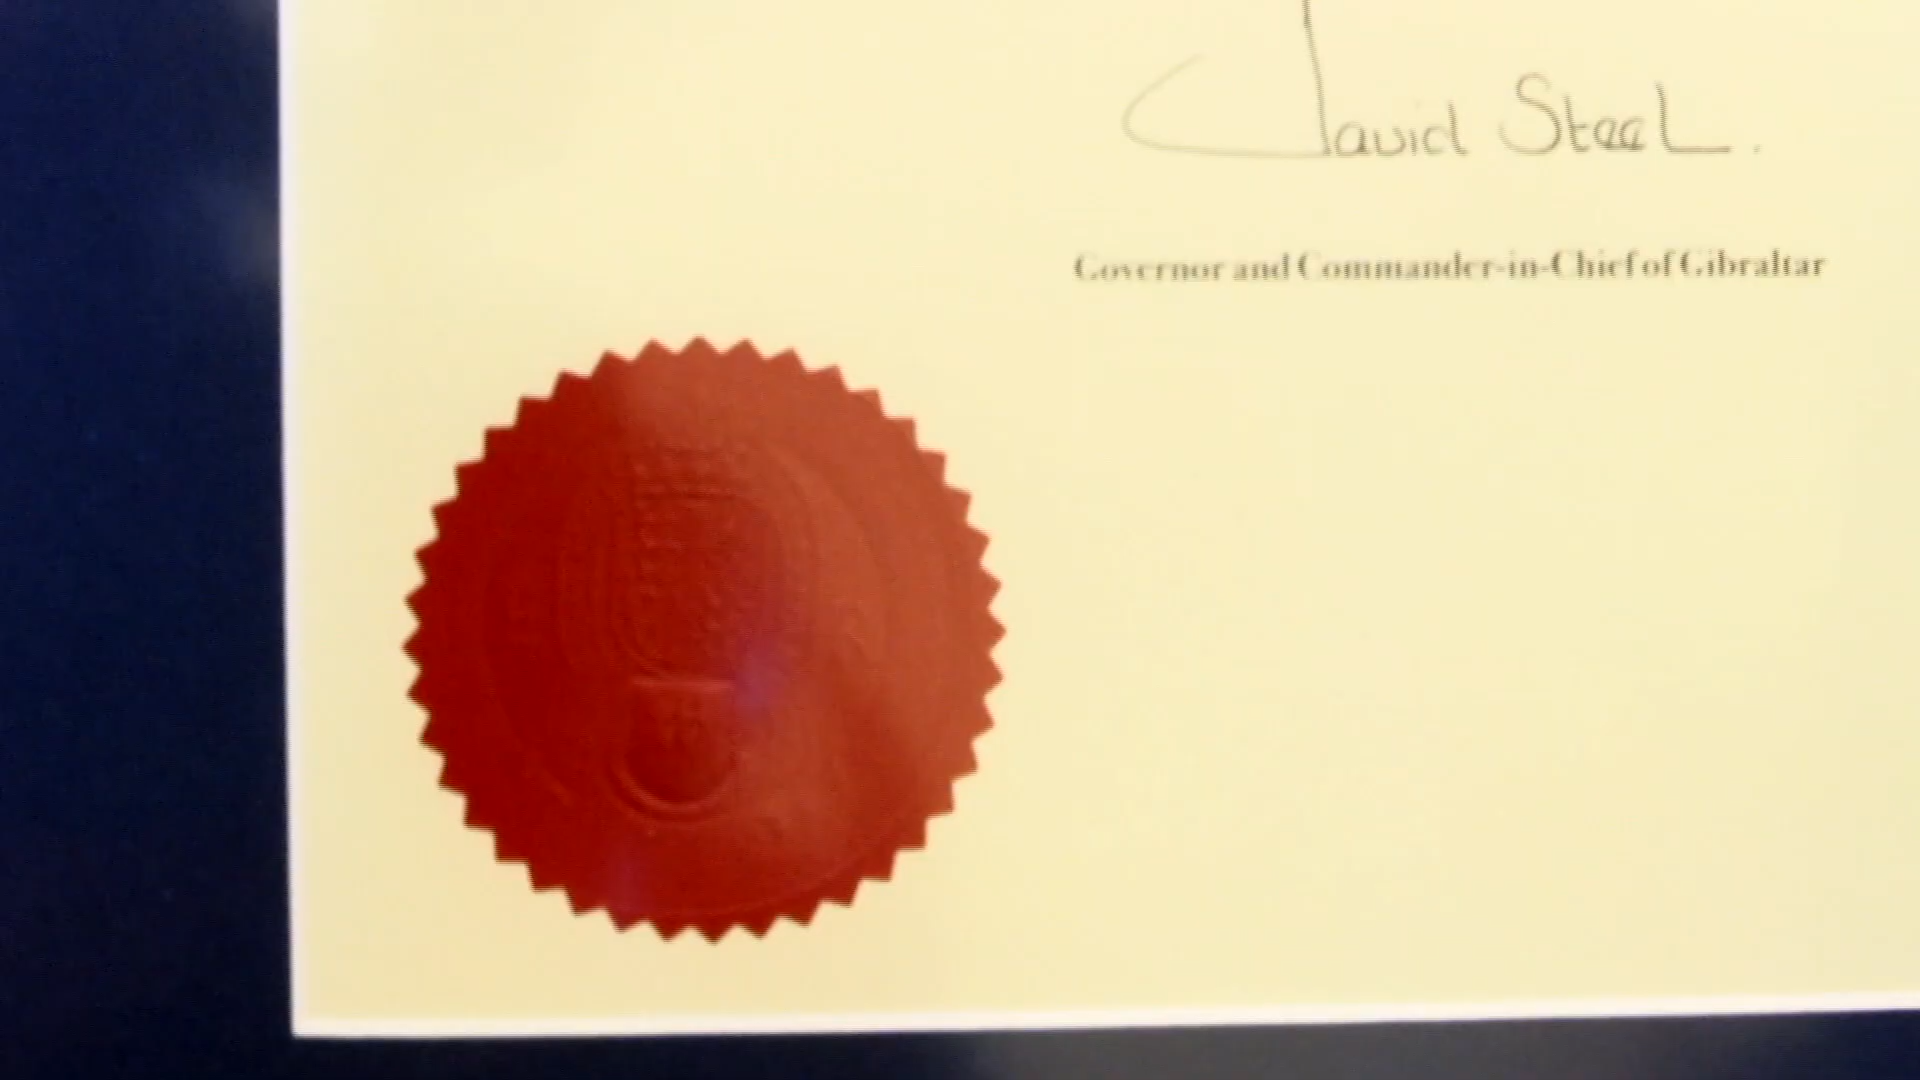 David Steel.
Governor and Commander-in-Chief of Gibraltar